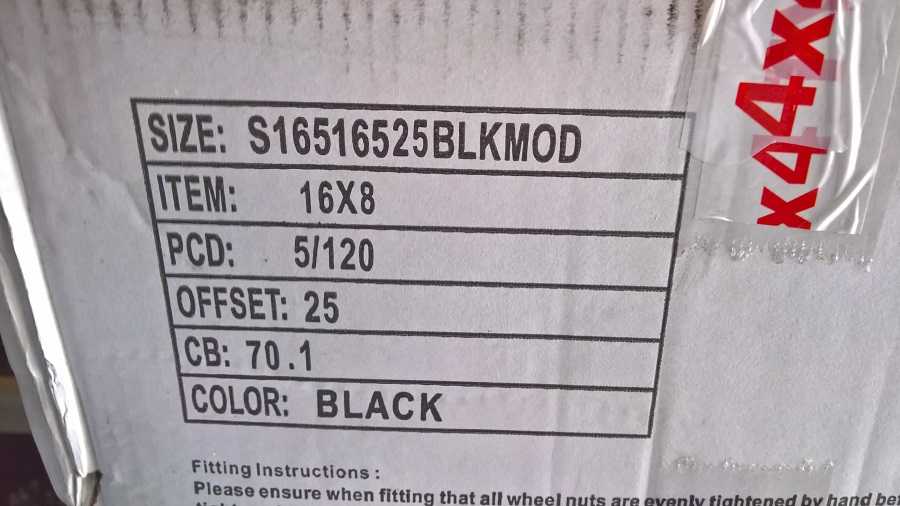 SIZE: S16516525BLKMOD
ITEM: 16X8
PCD: 5/120
OFFSET: 25
CB: 70.1
COLOR: BLACK
x44x
Fitting Instructions :
Please ensure when fitting that all wheel nuts are evenly tightened by hand